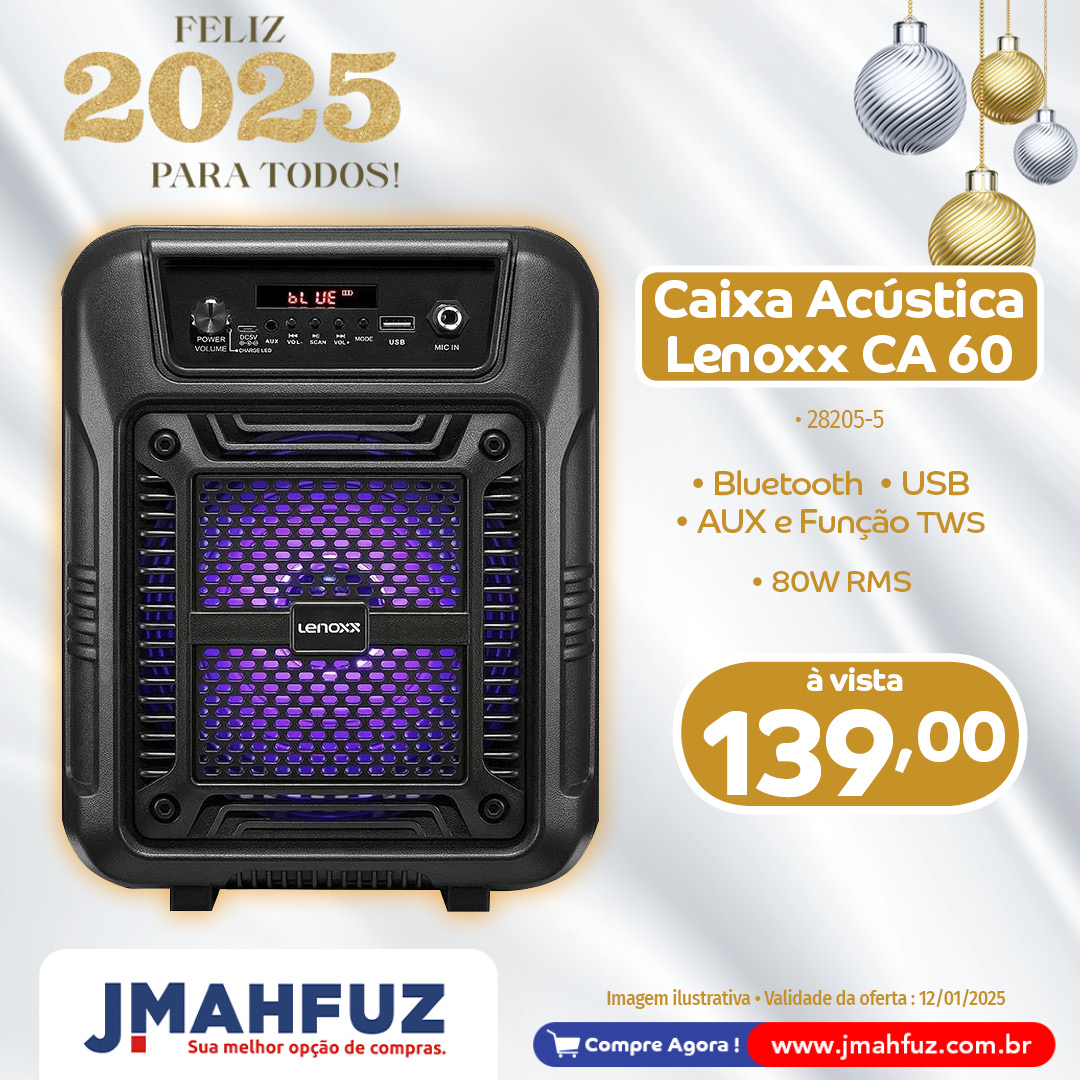 FELIZ
2025
PARA TODOS!
bLUE
POWER
VOLUME
DC5V
CHARGE LED
AUX
VOL-
SCAN
VOL+
MODE
USB
MIC IN
LENOXX
Caixa Acústica
Lenoxx CA 60
• 28205-5
• Bluetooth • USB
• AUX e Função TWS
• 80W RMS
à vista
139,00
JMAHFUZ
Sua melhor opção de compras.
Imagem ilustrativa • Validade da oferta : 12/01/2025
Compre Agora !
www.jmahfuz.com.br